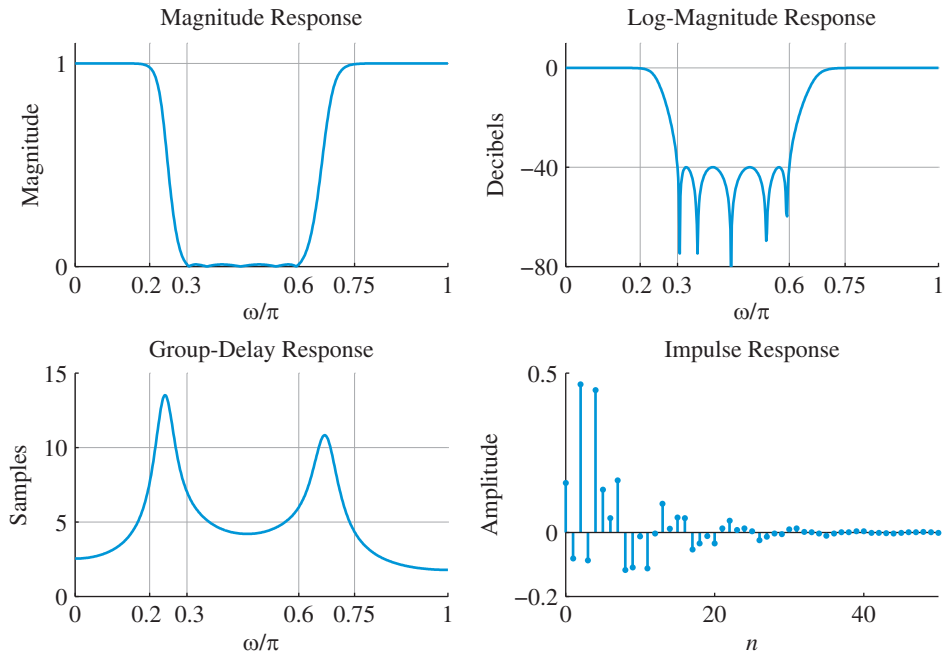 Magnitude Response
Magnitude
1
0
0 0.2 0.3 0.6 0.75 1
ω/π
Log-Magnitude Response
Decibels
0
−40
−80
0 0.2 0.3 0.6 0.75 1
ω/π
Group-Delay Response
Samples
15
10
5
0
0 0.2 0.3 0.6 0.75 1
ω/π
Impulse Response
Amplitude
0.5
0
−0.2
0 20 40
n